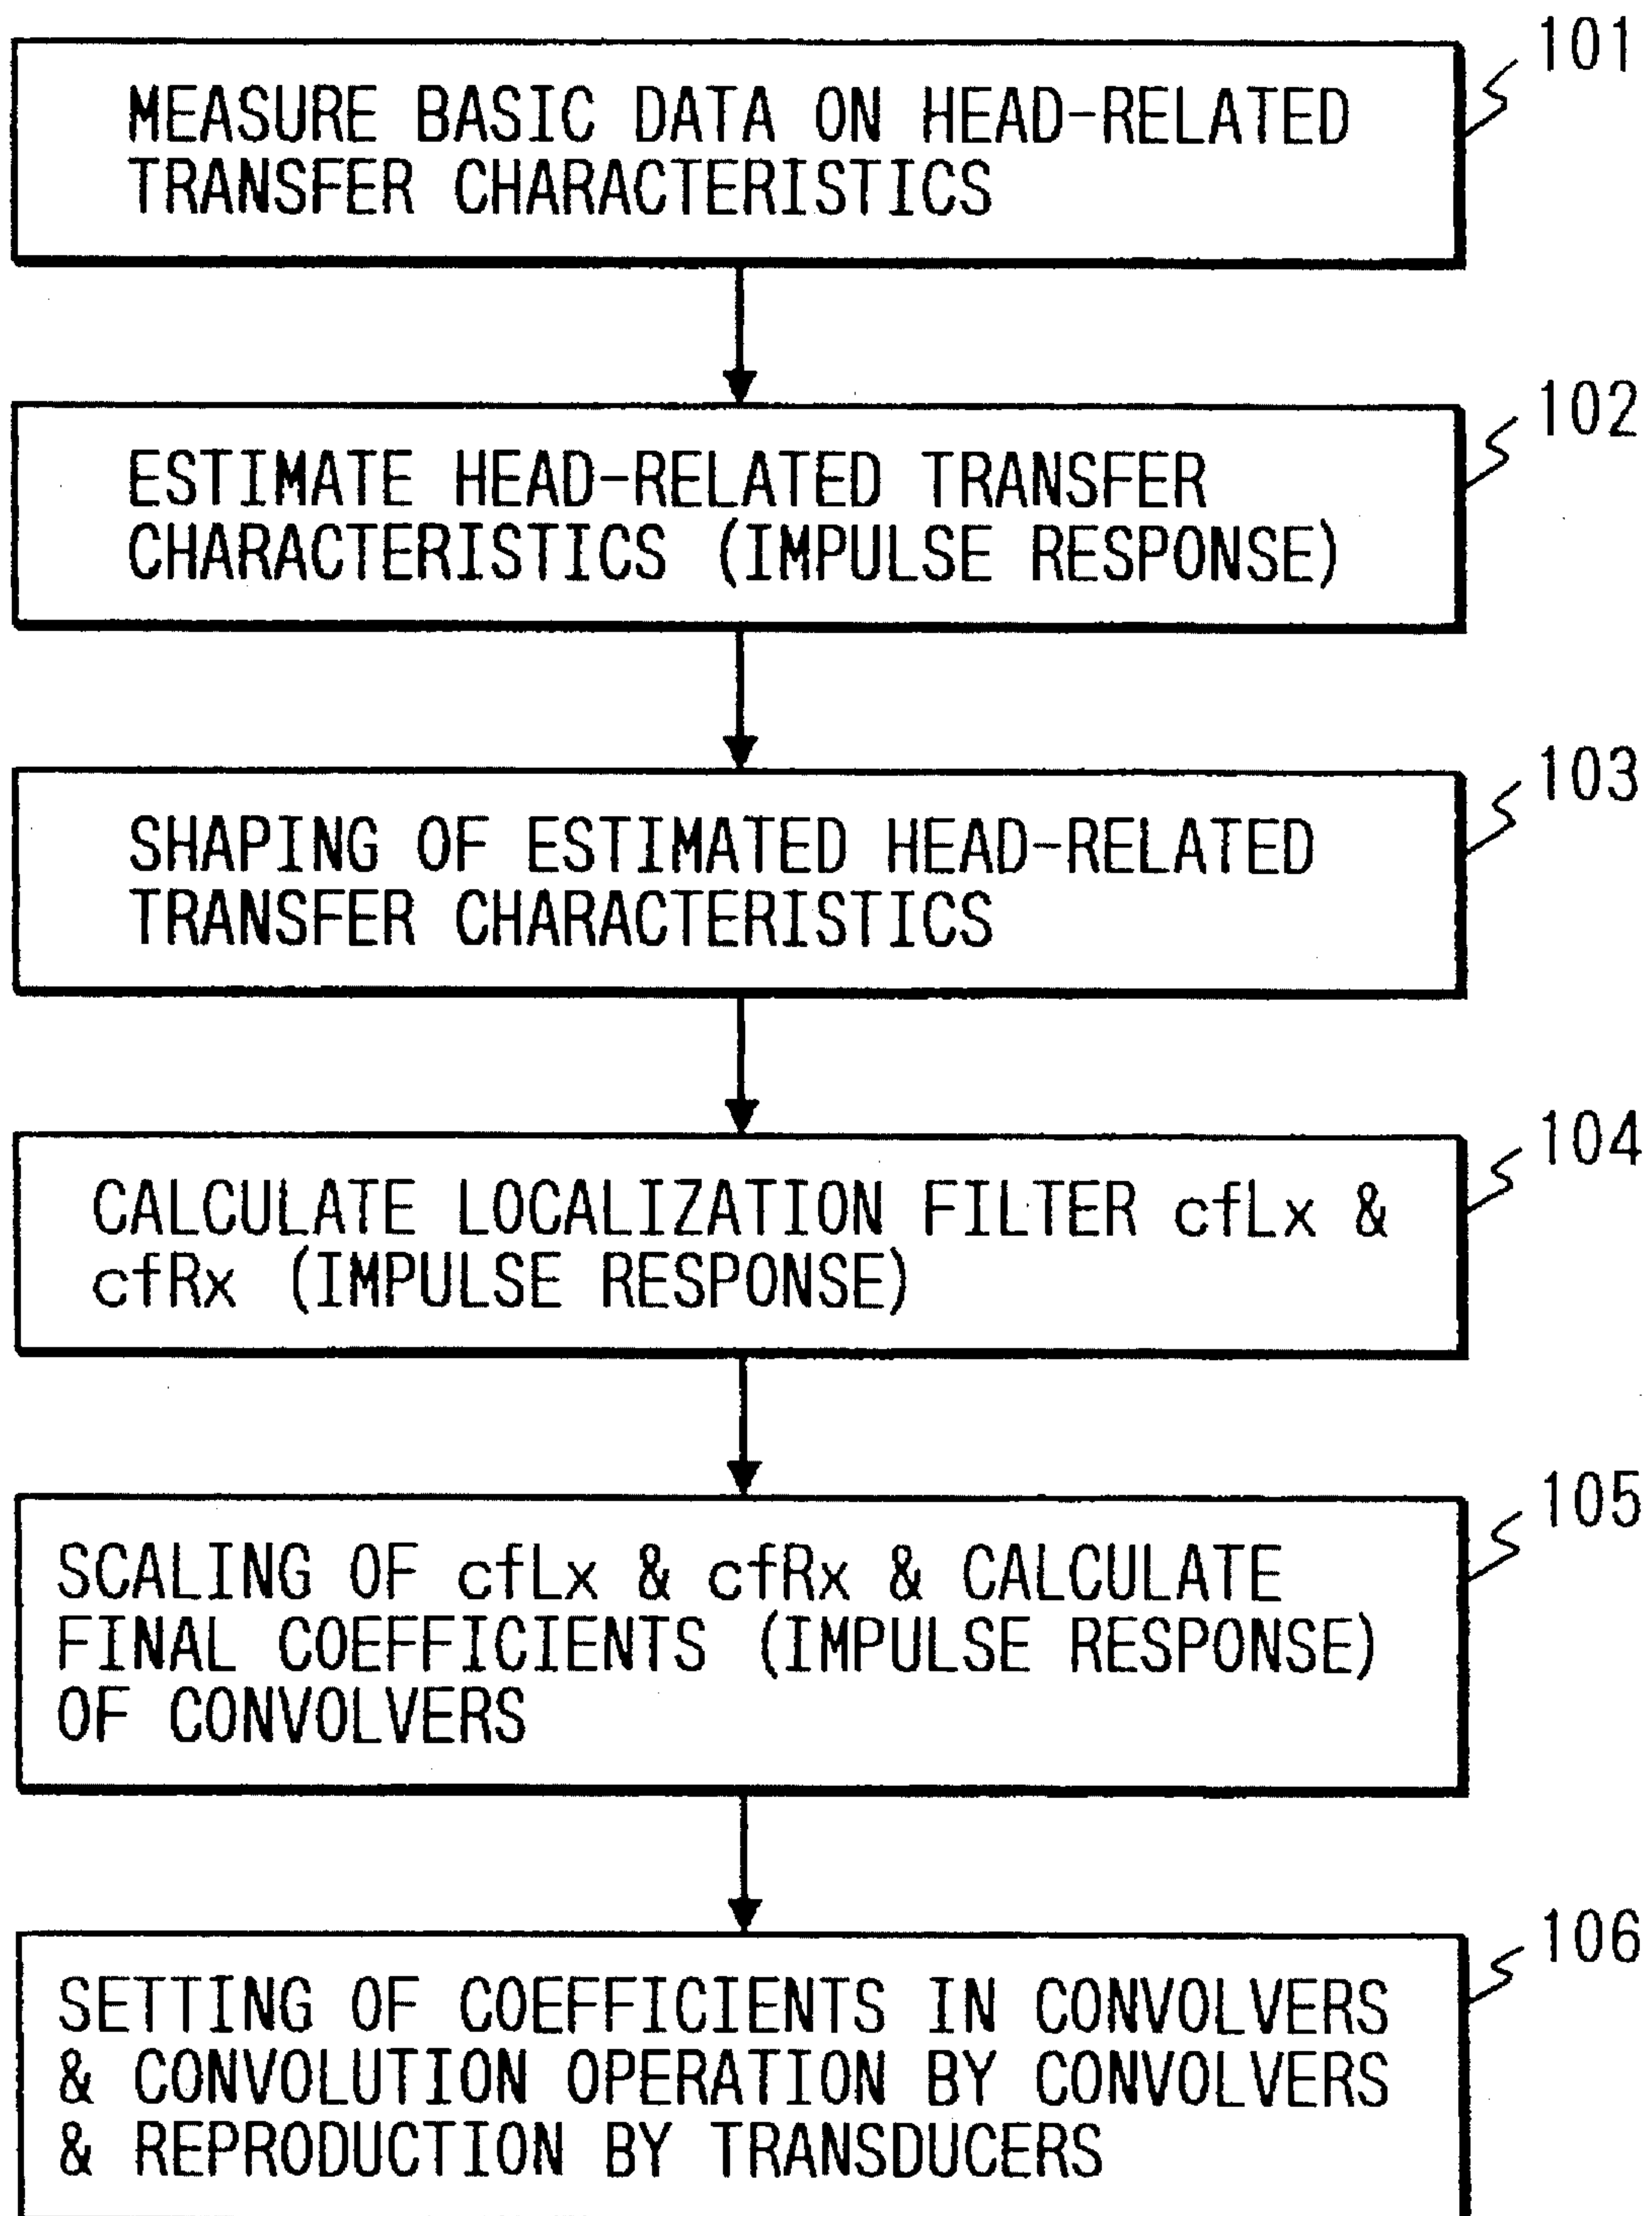 101
MEASURE BASIC DATA ON HEAD-RELATED
TRANSFER CHARACTERISTICS
102
ESTIMATE HEAD-RELATED TRANSFER
CHARACTERISTICS (IMPULSE RESPONSE)
103
SHAPING OF ESTIMATED HEAD-RELATED
TRANSFER CHARACTERISTICS
104
CALCULATE LOCALIZATION FILTER cfLx &
cfRx (IMPULSE RESPONSE)
105
SCALING OF cfLx & cfRx & CALCULATE
FINAL COEFFICIENTS (IMPULSE RESPONSE)
OF CONVOLVERS
106
SETTING OF COEFFICIENTS IN CONVOLVERS
& CONVOLUTION OPERATION BY CONVOLVERS
& REPRODUCTION BY TRANSDUCERS